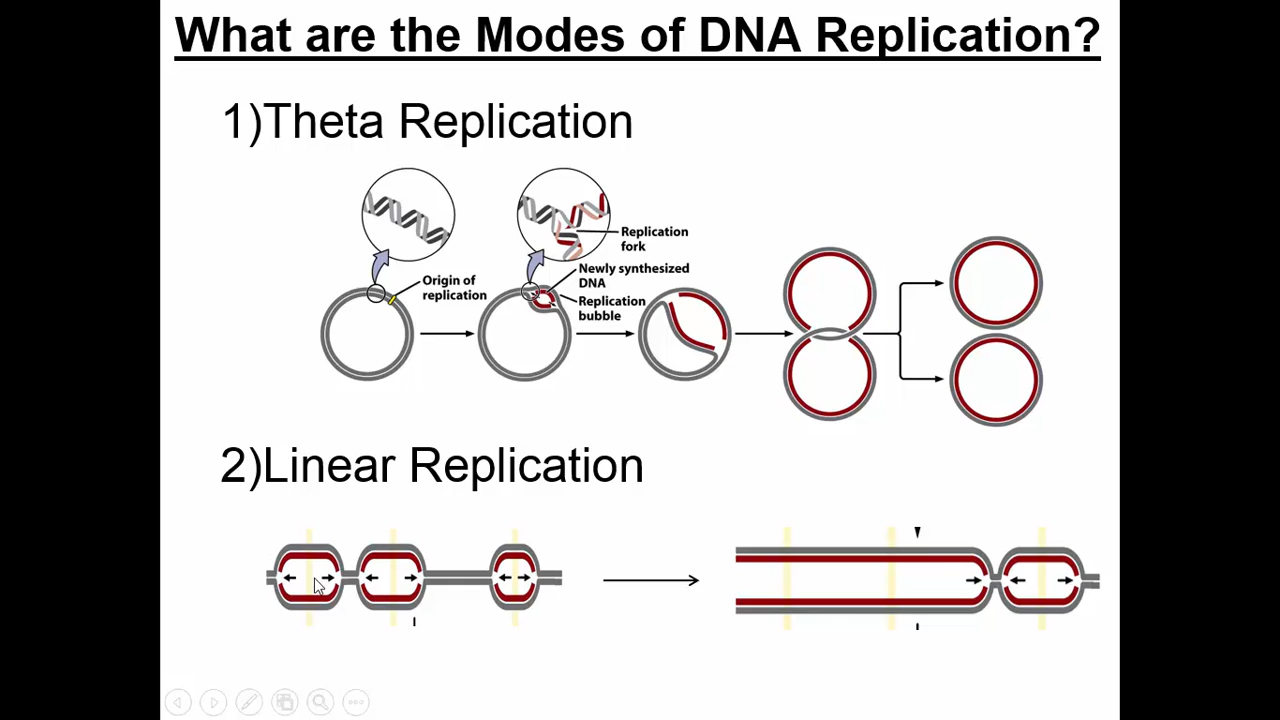 What are the Modes of DNA Replication?
1)Theta Replication
Replication
fork
Newly synthesized
DNA
Origin of
replication
Replication
bubble
2)Linear Replication